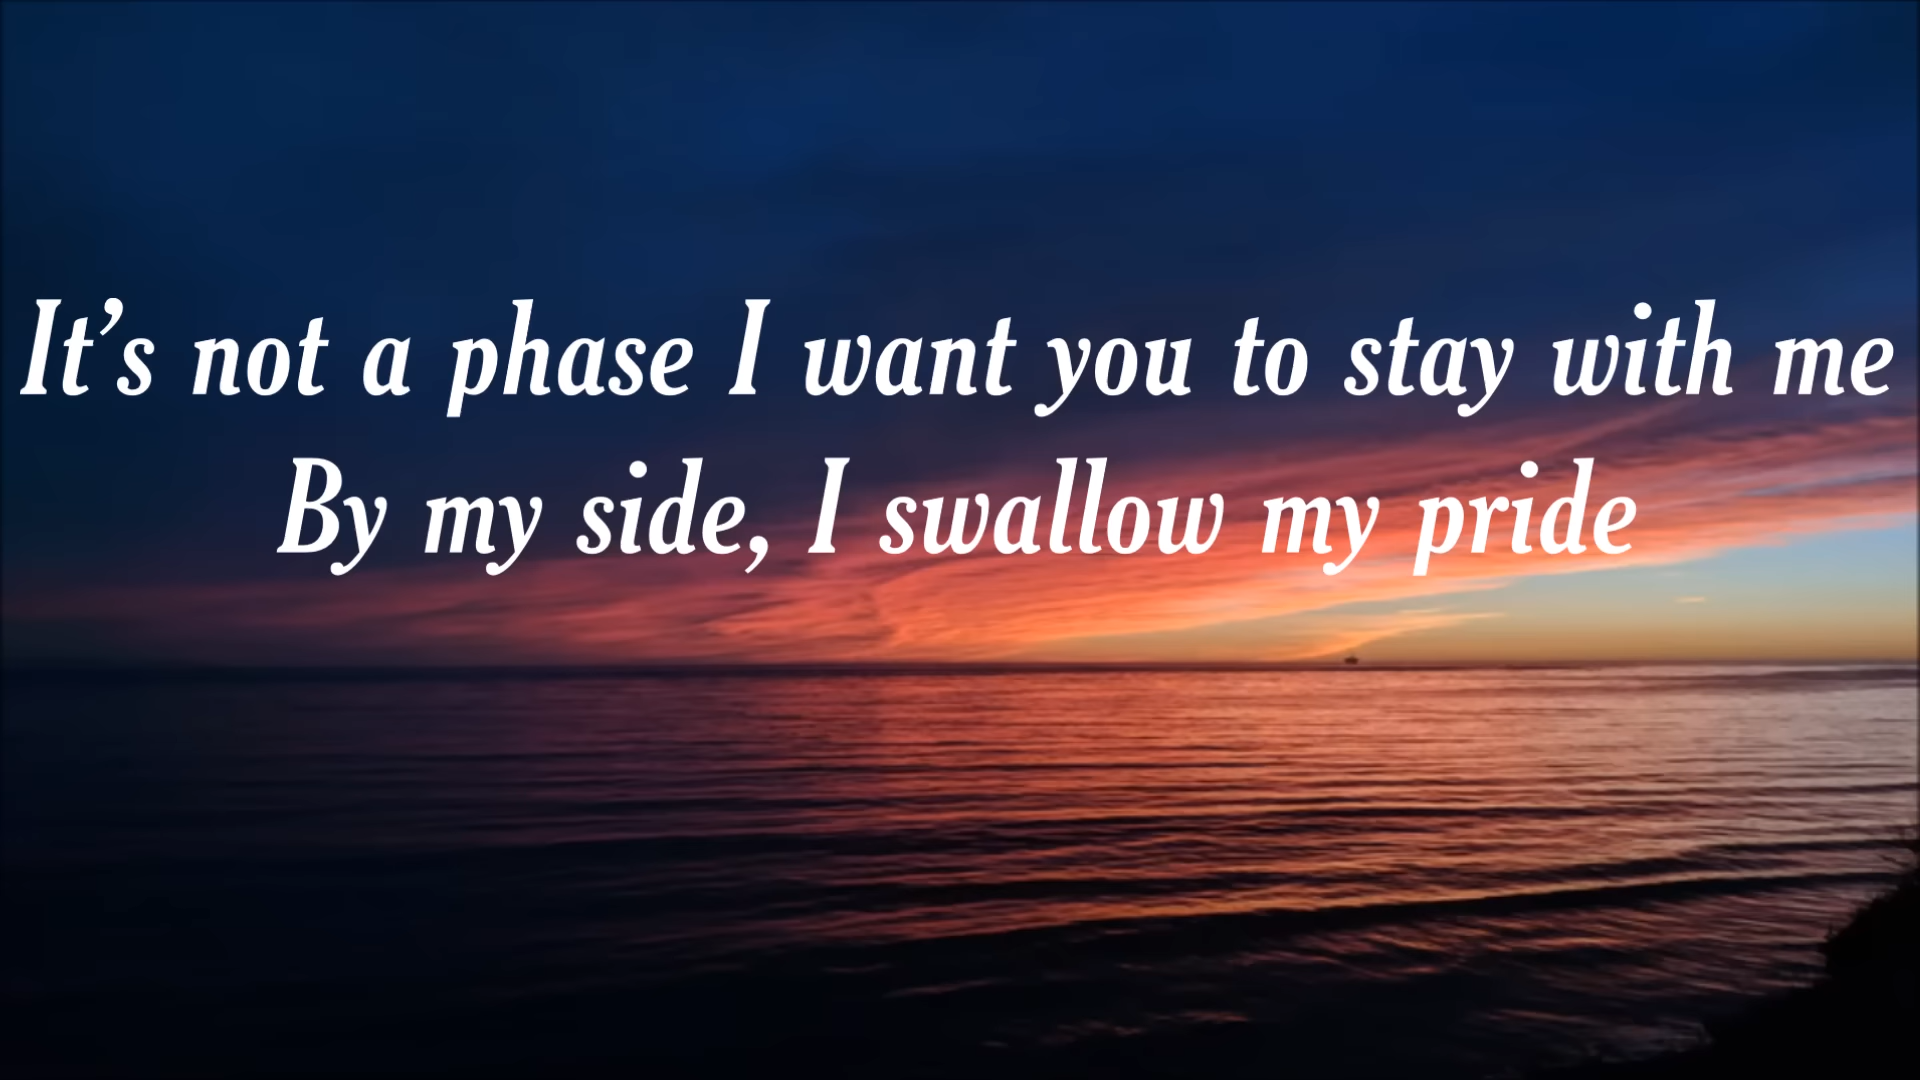 It’s not a phase I want you to stay with me
By my side, I swallow my pride